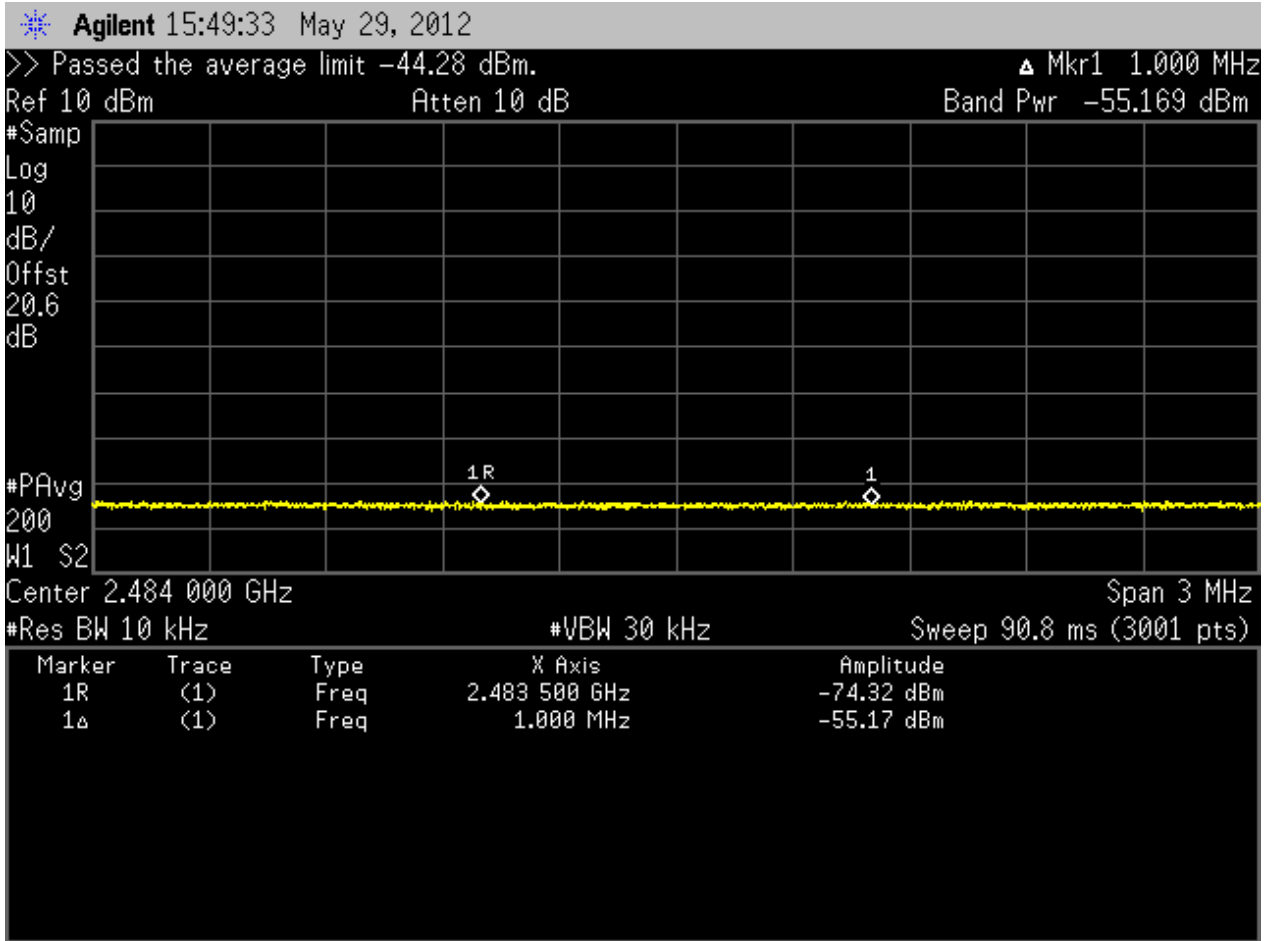 Agilent 15:49:33 May 29, 2012
>> Passed the average limit −44.28 dBm.
Δ Mkr1 1.000 MHz
Ref 10 dBm Atten 10 dB Band Pwr −55.169 dBm
#Samp
Log
10
dB/
Offst
20.6
dB
1R 1
#PAvg
200
W1 S2
Center 2.484 000 GHz Span 3 MHz
#Res BW 10 kHz #VBW 30 kHz Sweep 90.8 ms (3001 pts)
Marker Trace Type X Axis Amplitude
1R (1) Freq 2.483 500 GHz −74.32 dBm
1Δ (1) Freq 1.000 MHz −55.17 dBm